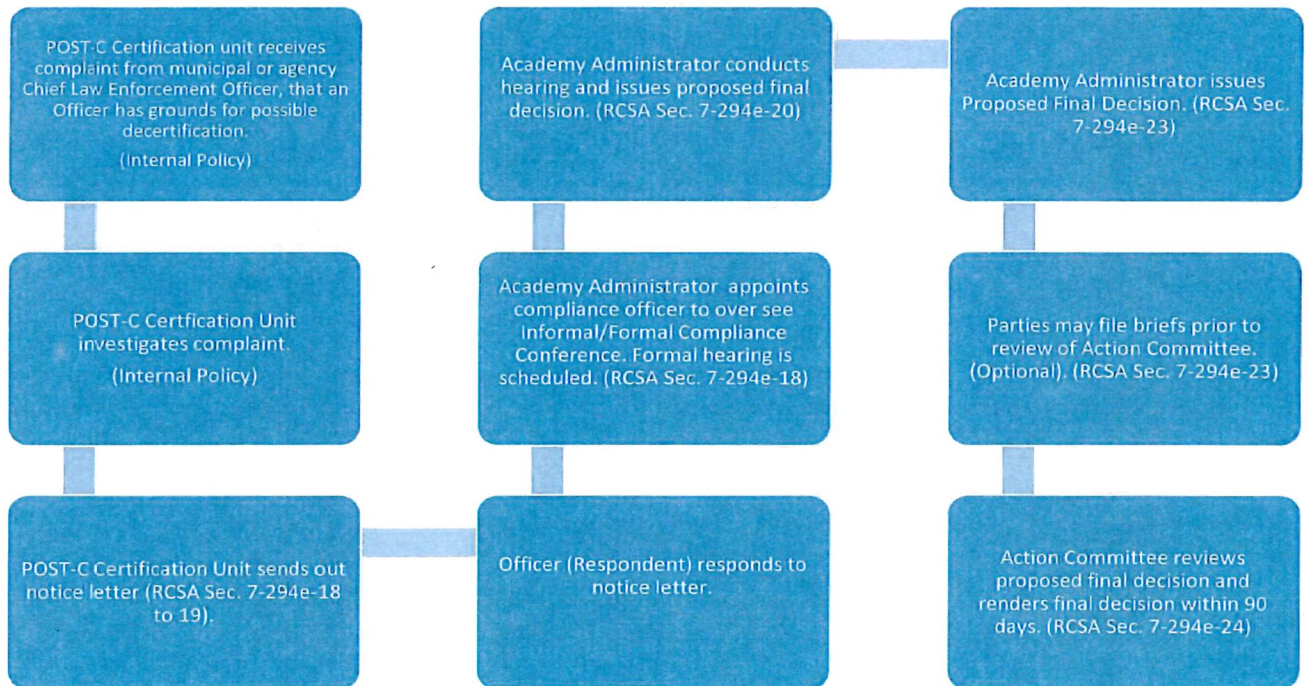 POST-C Certification unit receives
complaint from municipal or agency
Chief Law Enforcement Officer, that an
Officer has grounds for possible
decertification.
(Internal Policy)
POST-C Certfication Unit
investigates complaint.
(Internal Policy)
POST-C Certification Unit sends out
notice letter (RCSA Sec. 7-294e-18
to 19).
Officer (Respondent) responds to
notice letter.
Academy Administrator appoints
compliance officer to over see
Informal/Formal Compliance
Conference. Formal hearing is
scheduled. (RCSA Sec. 7-294e-18)
Academy Administrator conducts
hearing and issues proposed final
decision. (RCSA Sec. 7-294e-20)
Academy Administrator issues
Proposed Final Decision. (RCSA Sec.
7-294e-23)
Parties may file briefs prior to
review of Action Committee.
(Optional). (RCSA Sec. 7-294e-23)
Action Committee reviews
proposed final decision and
renders final decision within 90
days. (RCSA Sec. 7-294e-24)